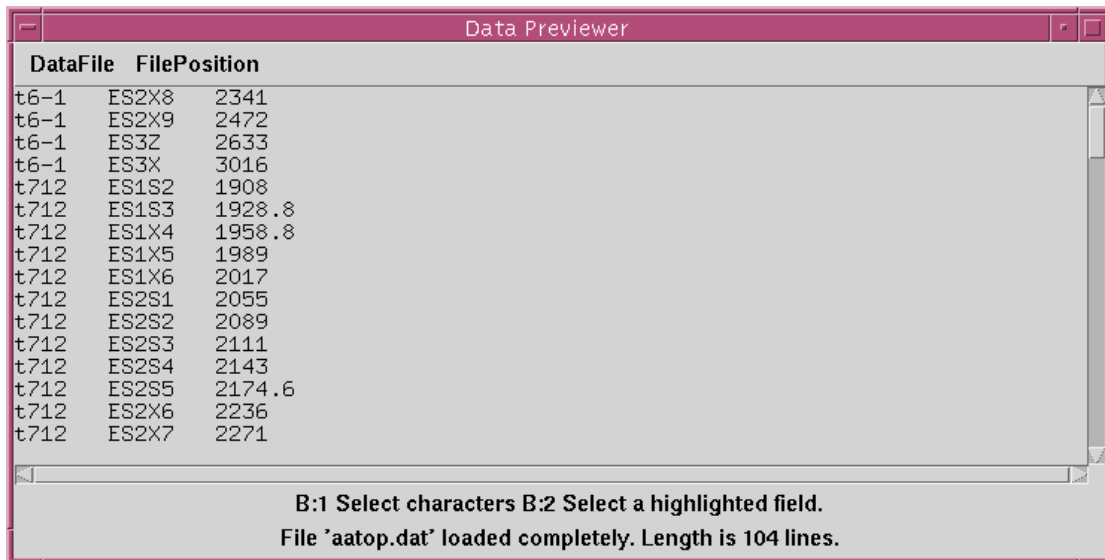 Data Previewer
DataFile FilePosition
t6-1 ES2X8 2341
t6-1 ES2X9 2472
t6-1 ES3Z 2633
t6-1 ES3X 3016
t712 ES1S2 1908
t712 ES1S3 1928.8
t712 ES1X4 1958.8
t712 ES1X5 1989
t712 ES1X6 2017
t712 ES2S1 2055
t712 ES2S2 2089
t712 ES2S3 2111
t712 ES2S4 2143
t712 ES2S5 2174.6
t712 ES2X6 2236
t712 ES2X7 2271
B:1 Select characters B:2 Select a highlighted field.
File 'aatop.dat' loaded completely. Length is 104 lines.